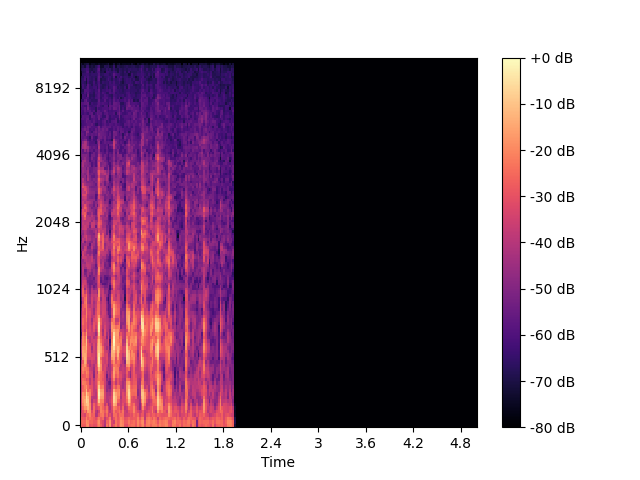 +0 dB
8192
-10 dB
4096
-20 dB
-30 dB
2048
Hz
-40 dB
1024
-50 dB
512
-60 dB
-70 dB
0
-80 dB
0 0.6 1.2 1.8 2.4 3 3.6 4.2 4.8
Time